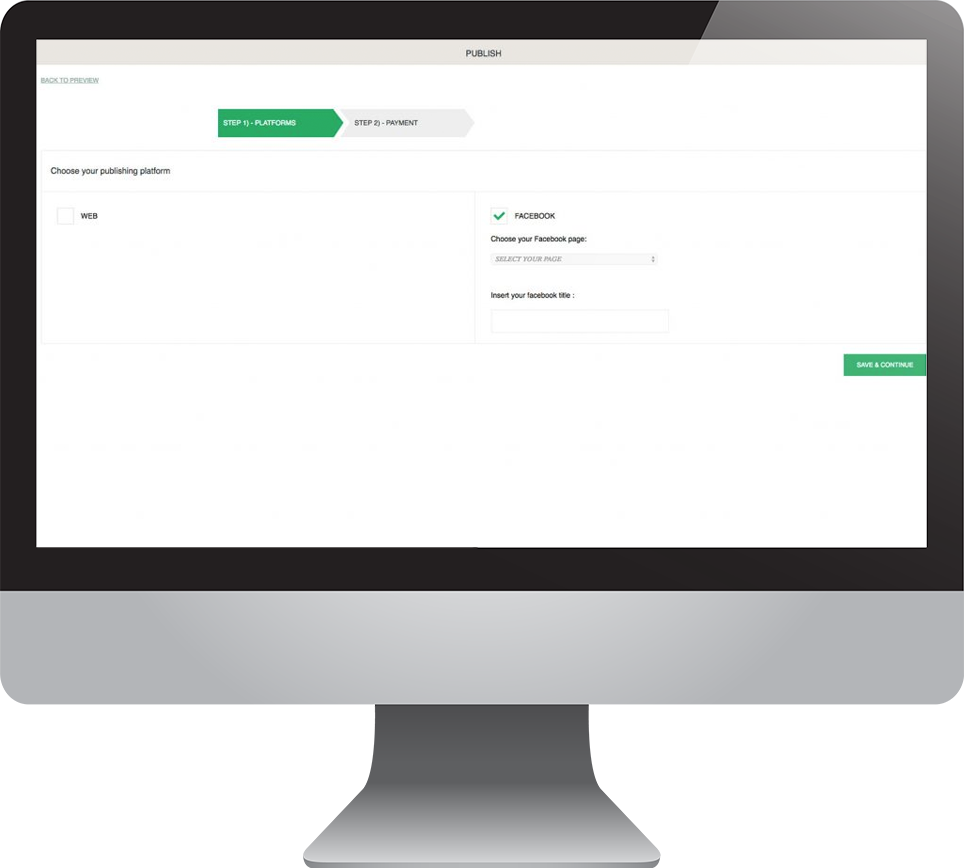 PUBLISH
BACK TO PREVIEW
STEP 1) - PLATFORMS
STEP 2) - PAYMENT
Choose your publishing platform
WEB
FACEBOOK
Choose your Facebook page:
SELECT YOUR PAGE
Insert your facebook title :
SAVE & CONTINUE